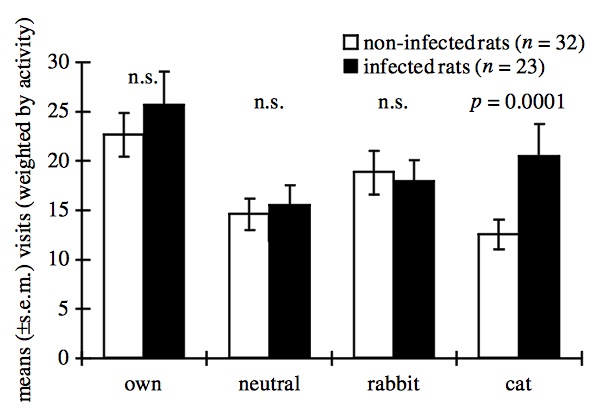 non-infected rats (n = 32)
infected rats (n = 23)
means (±s.e.m.) visits (weighted by activity)
30
25
20
15
10
5
0
n.s.
n.s.
n.s.
p = 0.0001
own
neutral
rabbit
cat